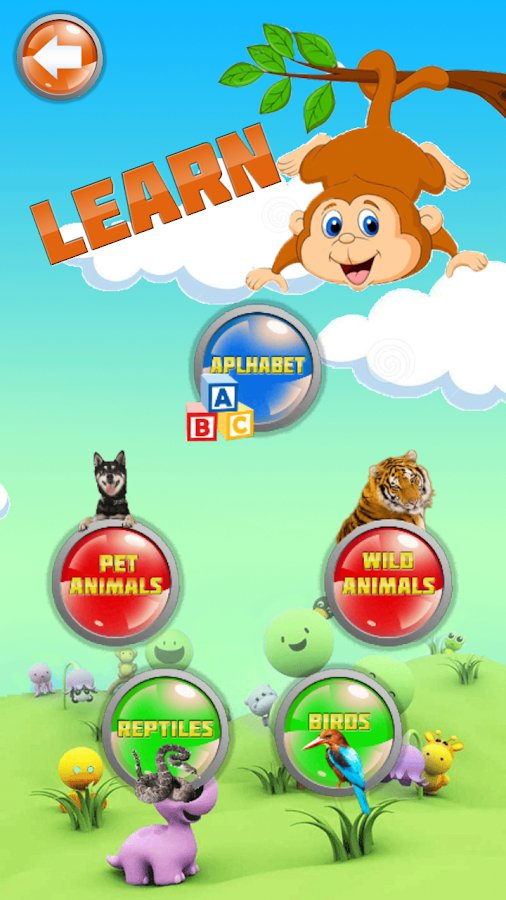 LEARN
APLHABET
A
B C
PET
ANIMALS
WILD
ANIMALS
REPTILES
BIRDS